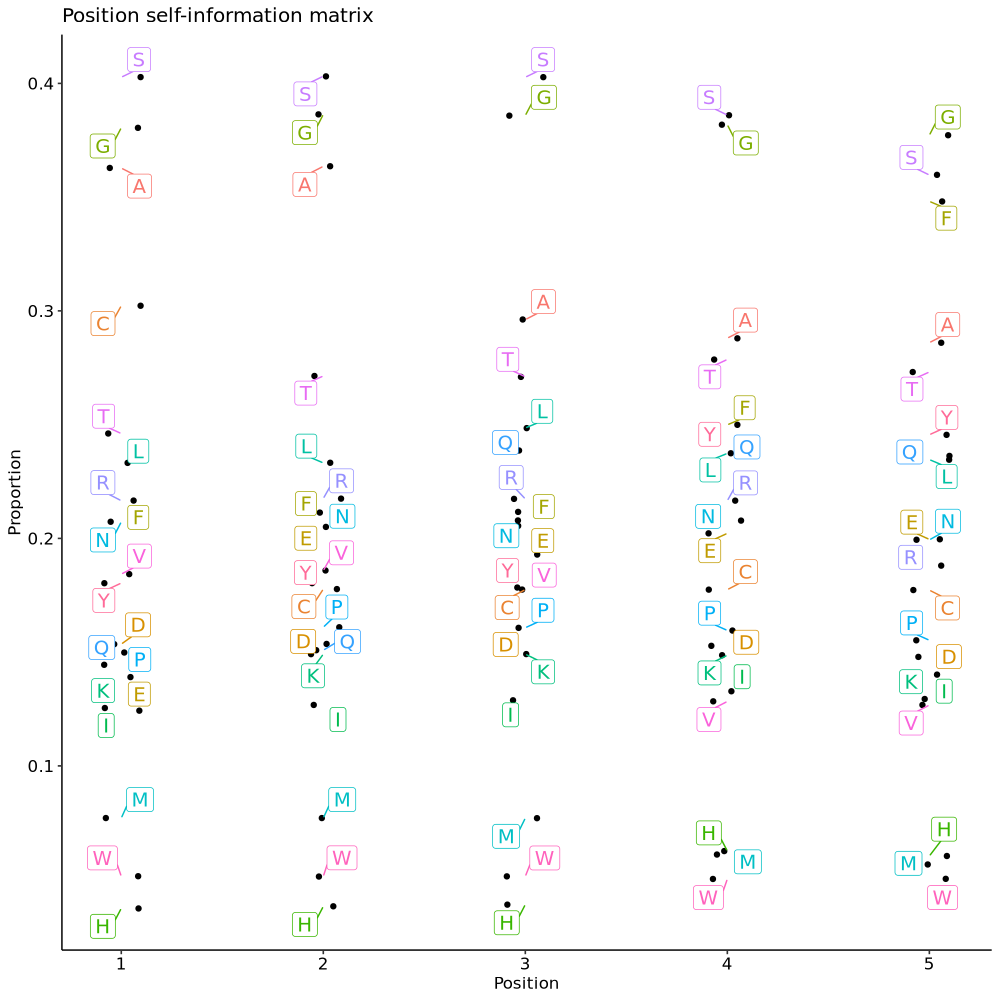 Position self-information matrix
S S S
S G S G
G G G S
A A F
C A A A
T T T Y
T L L F Q
L Q Y Q L
R R R L R
F F F N E N
N N N E R
E E
V V Y C C
Y Y V P P
C P C P D D
D D D K I K I
Q P Q K V V
K E K
I I I
M M M H H
W W W M M
H H H W W
0.4
0.3
0.2
0.1
1 2 3 4 5
Position
Proportion